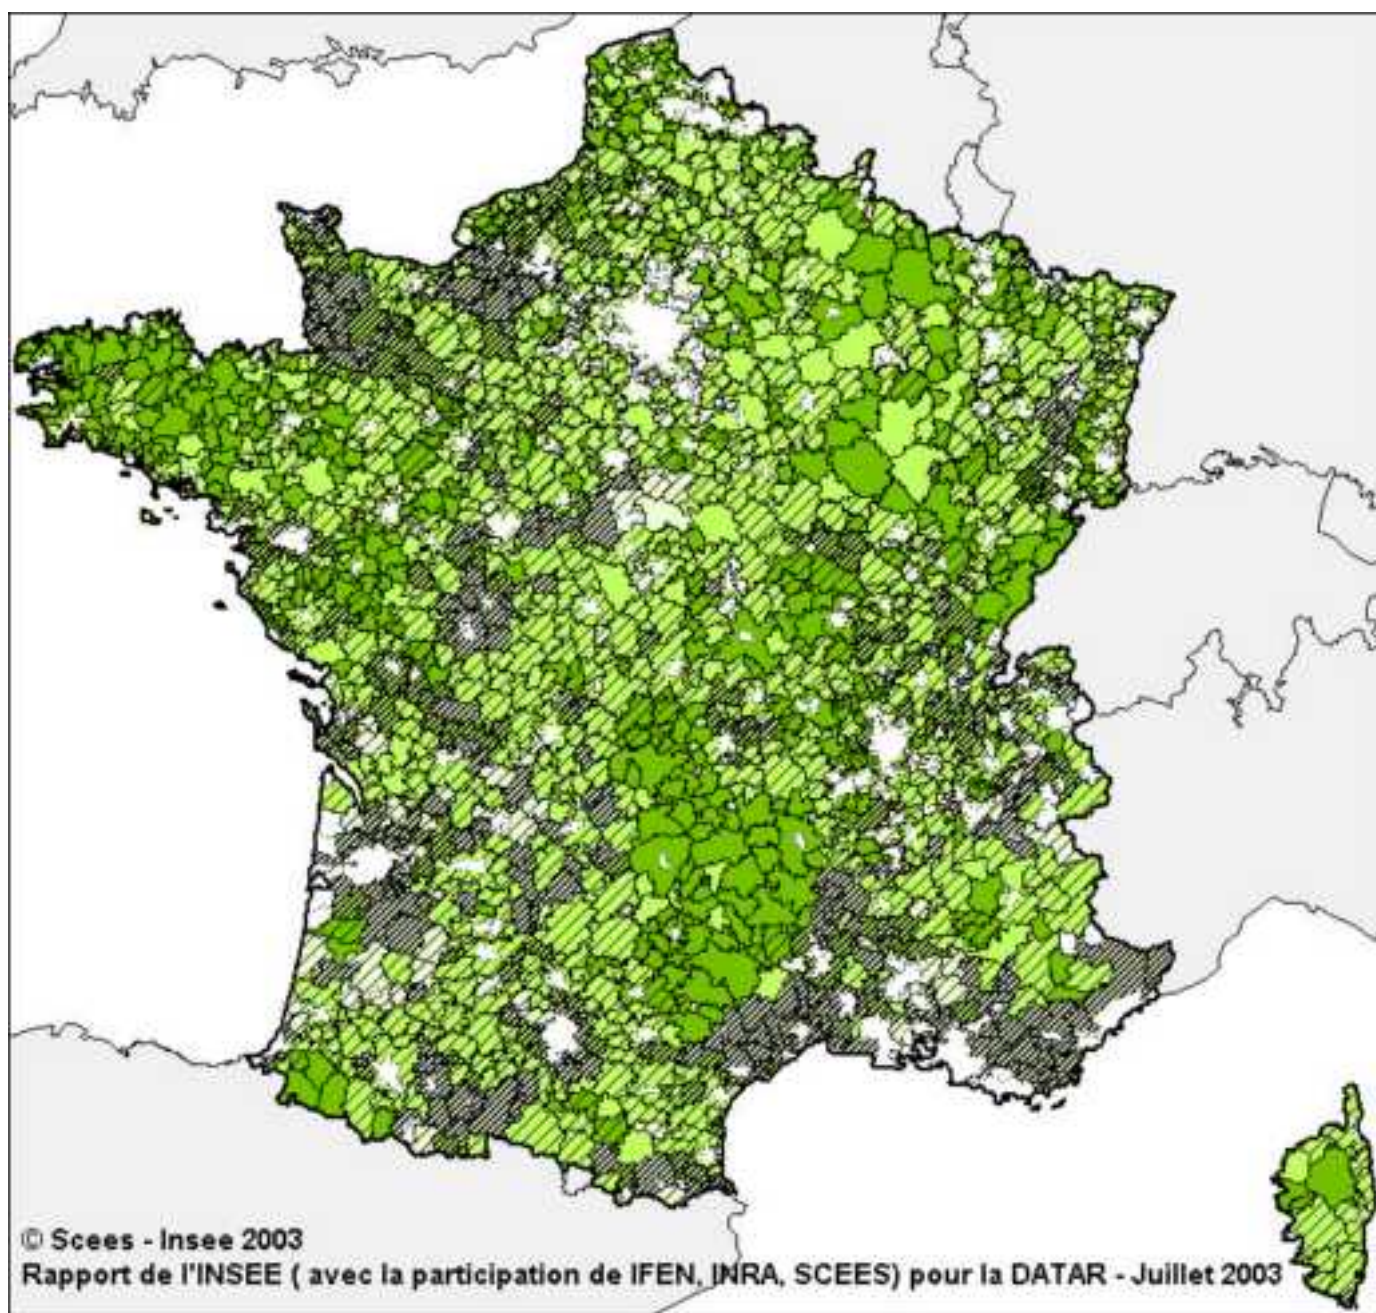 © Scees - Insee 2003
Rapport de l'INSEE ( avec la participation de IFEN, INRA, SCEES) pour la DATAR - Juillet 2003